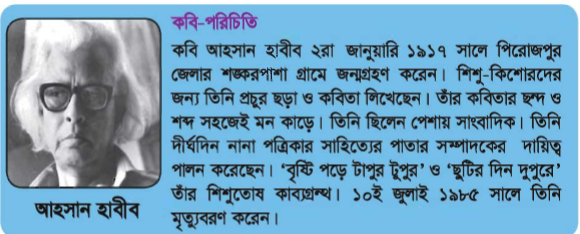 কবি-পরিচিতি
কবি আহসান হাবীব ২রা জানুয়ারি ১৯১৭ সালে পিরোজপুর
জেলার শঙ্করপাশা গ্রামে জন্মগ্রহণ করেন। শিশু-কিশোরদের
জন্য তিনি প্রচুর ছড়া ও কবিতা লিখেছেন। তাঁর কবিতার ছন্দ ও
শব্দ সহজেই মন কাড়ে। তিনি ছিলেন পেশায় সাংবাদিক। তিনি
দীর্ঘদিন নানা পত্রিকার সাহিত্যের পাতার সম্পাদকের দায়িত্ব
পালন করেছেন। ‘বৃষ্টি পড়ে টাপুর টুপুর’ ও ‘ছুটির দিন দুপুরে’
তাঁর শিশুতোষ কাব্যগ্রন্থ। ১০ই জুলাই ১৯৮৫ সালে তিনি
মৃত্যুবরণ করেন।
আহসান হাবীব